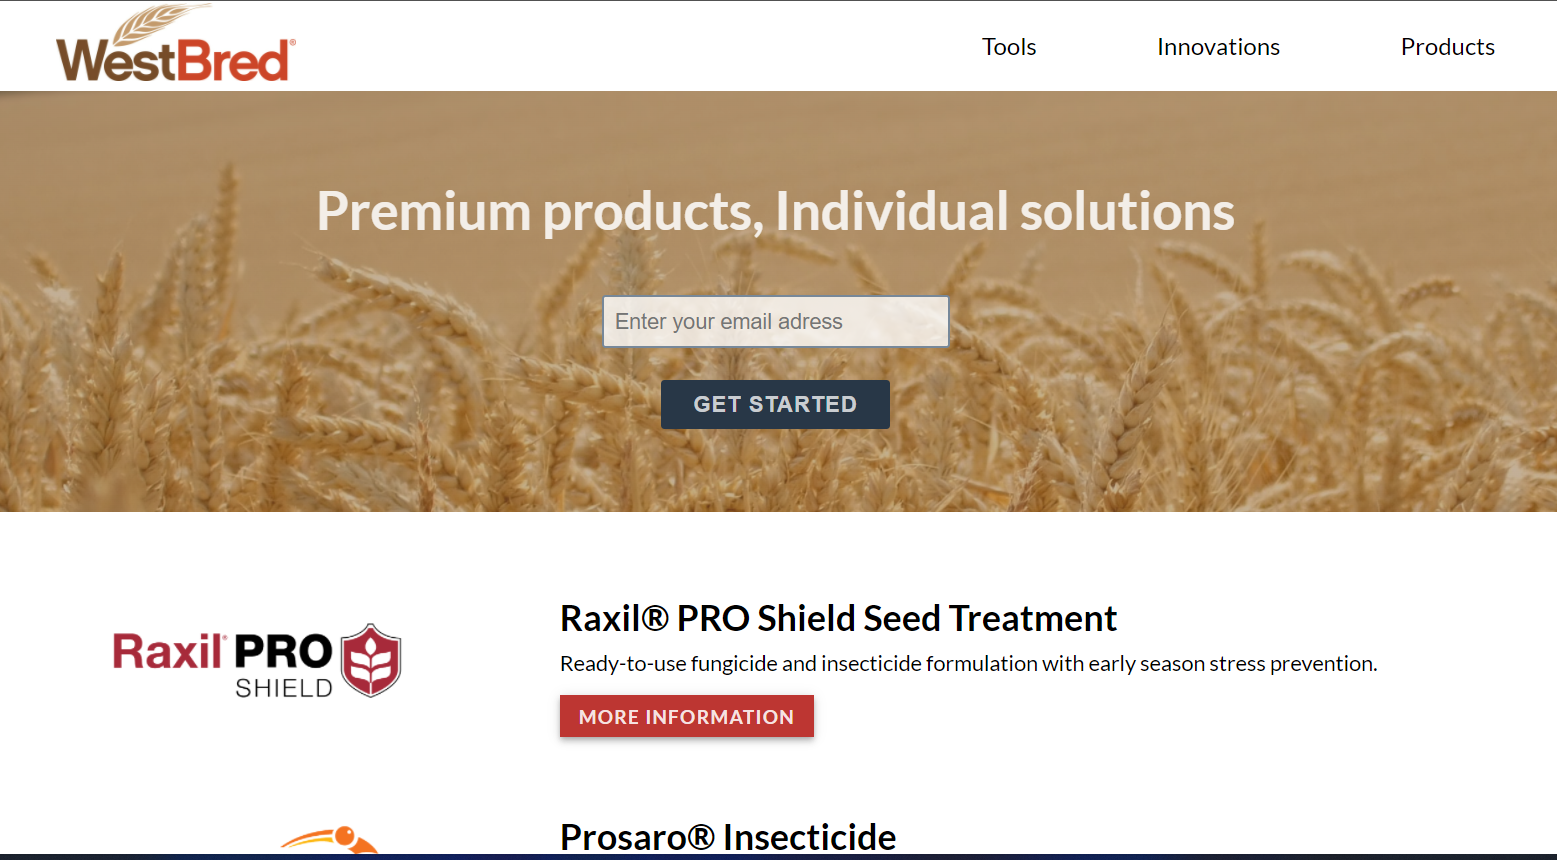 WestBred®
Tools
Innovations
Products
Premium products, Individual solutions
Enter your email adress
GET STARTED
Raxil® PRO
SHIELD
Raxil® PRO Shield Seed Treatment
Ready-to-use fungicide and insecticide formulation with early season stress prevention.
MORE INFORMATION
Prosaro® Insecticide